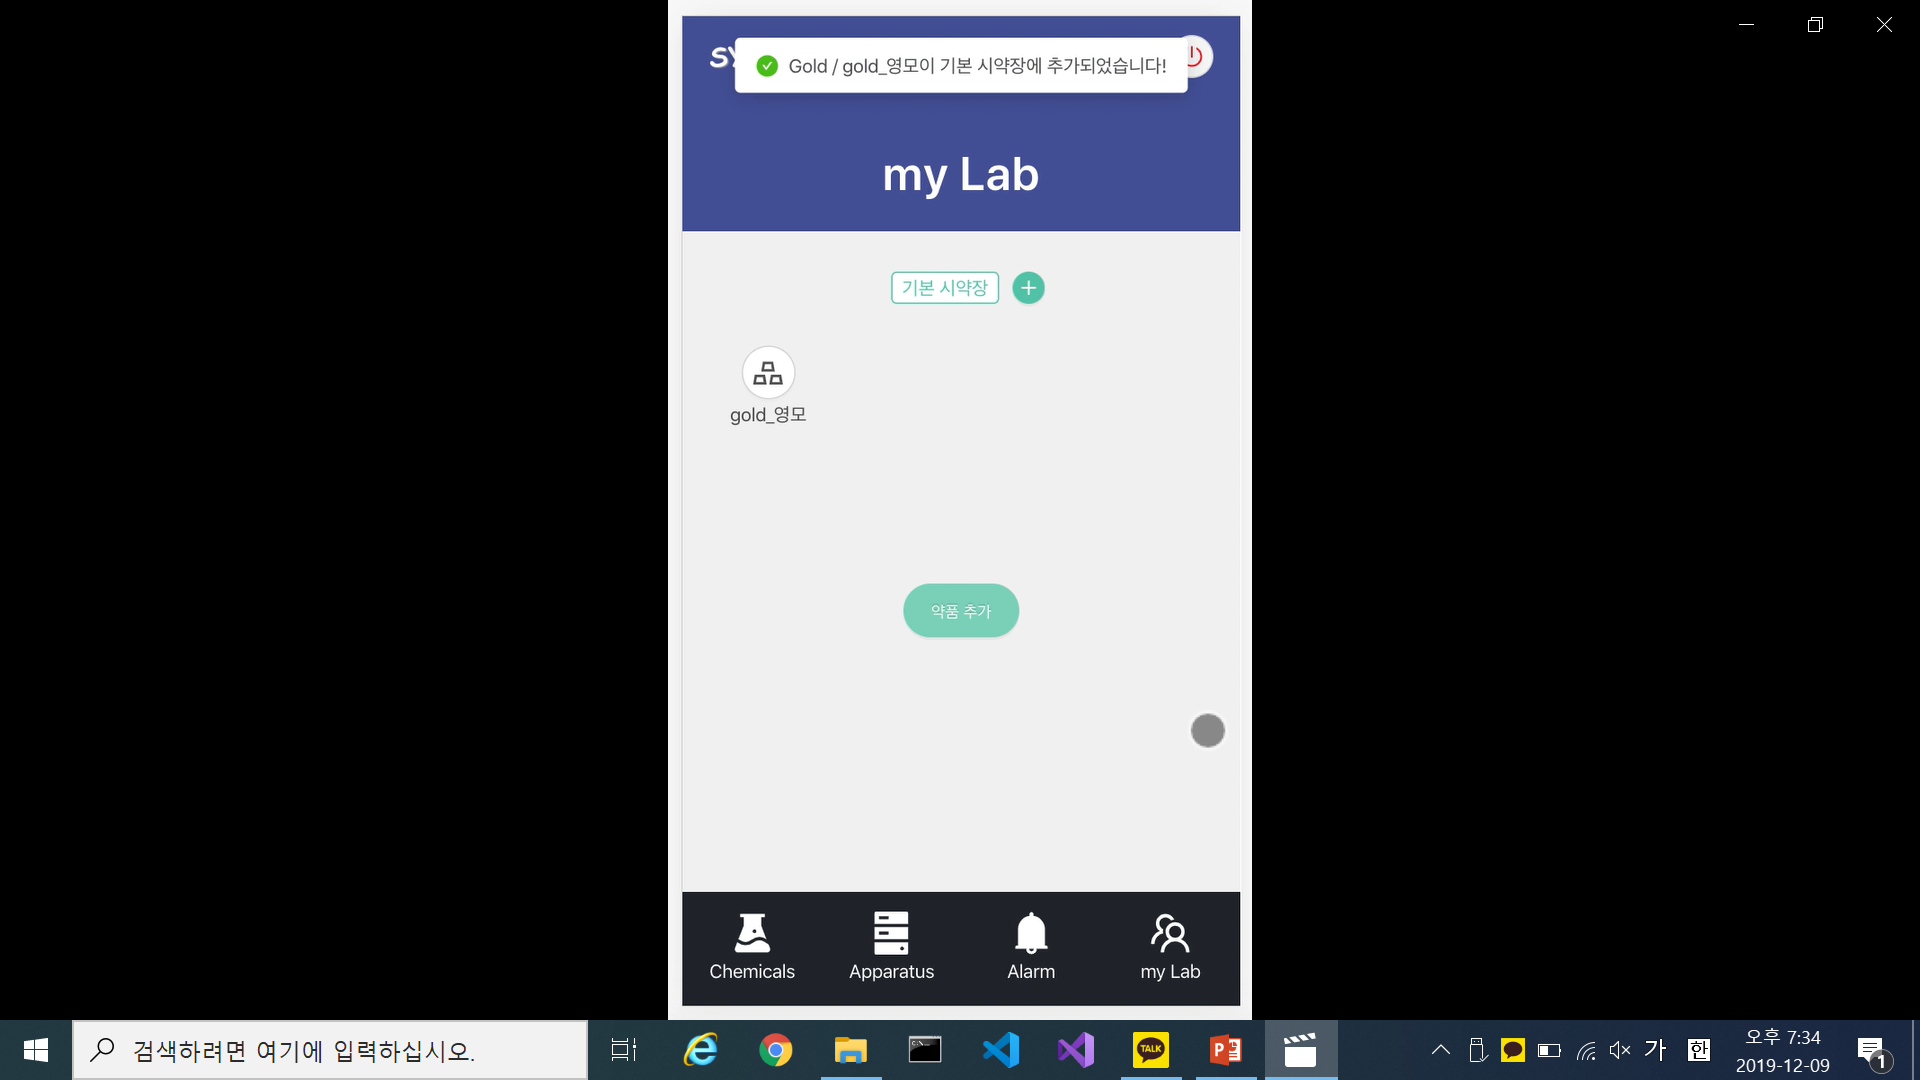 Gold / gold_영모이 기본 시약장에 추가되었습니다!
my Lab
기본 시약장
gold_영모
약품 추가
Chemicals
Apparatus
Alarm
my Lab
검색하려면 여기에 입력하십시오.
TALK
가
한
오후 7:34
2019-12-09
1